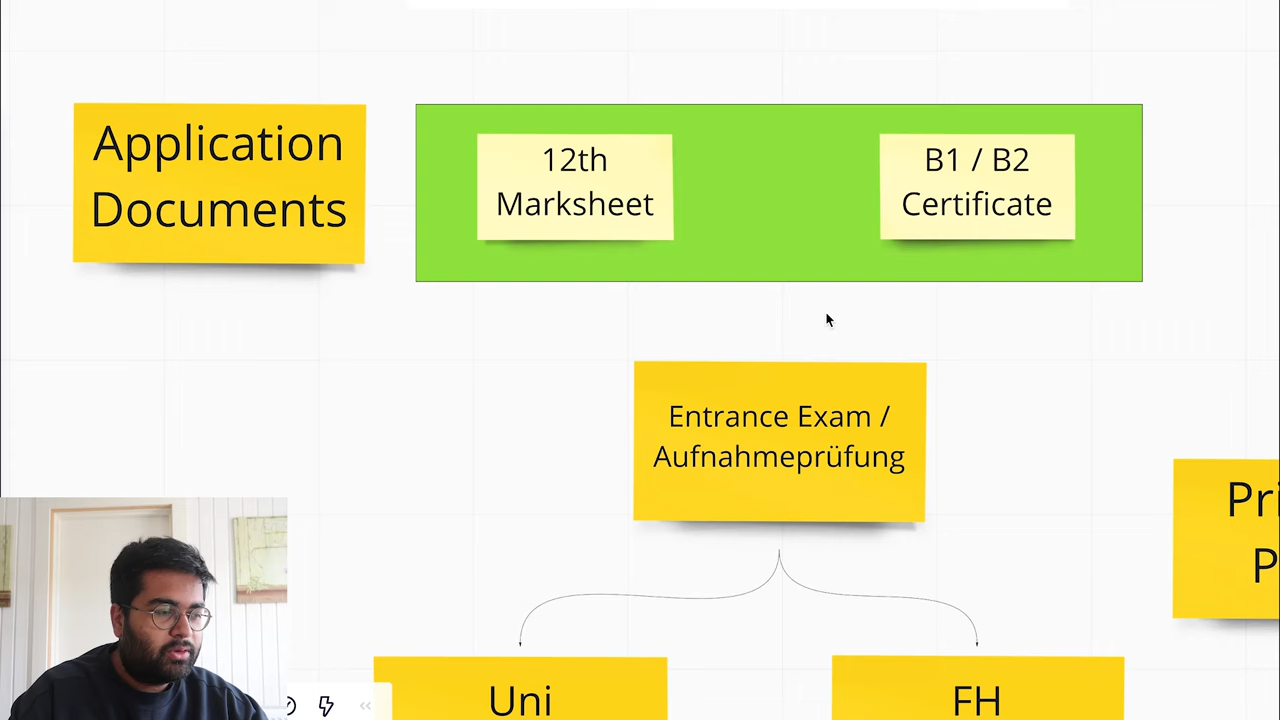 Application
Documents
12th
Marksheet
B1 / B2
Certificate
Entrance Exam /
Aufnahmeprüfung
Uni
FH